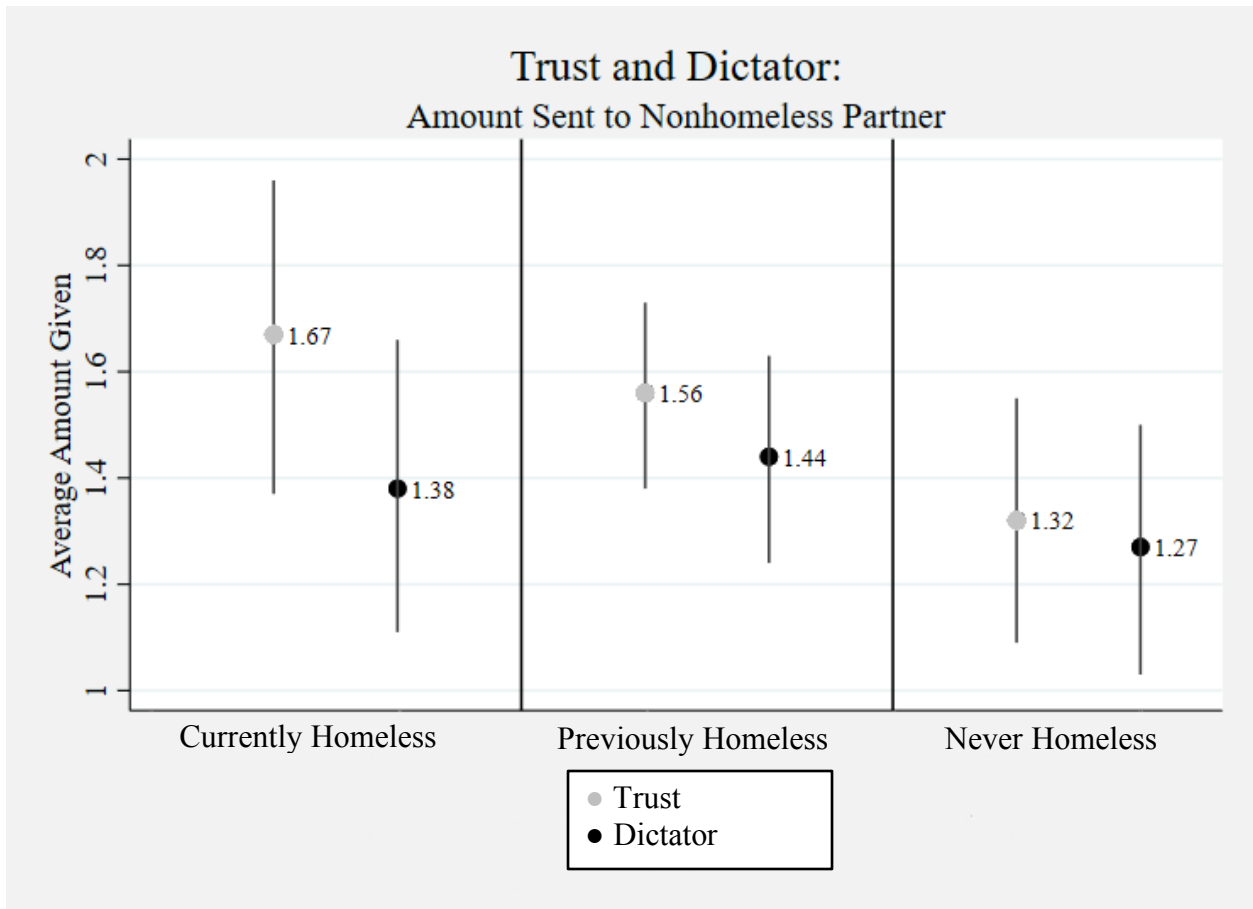 Trust and Dictator:
Amount Sent to Nonhomeless Partner
Average Amount Given
2
1.8
1.6
1.4
1.2
1
1.67
1.38
1.56
1.44
1.32
1.27
Currently Homeless
Previously Homeless
Never Homeless
Trust
Dictator